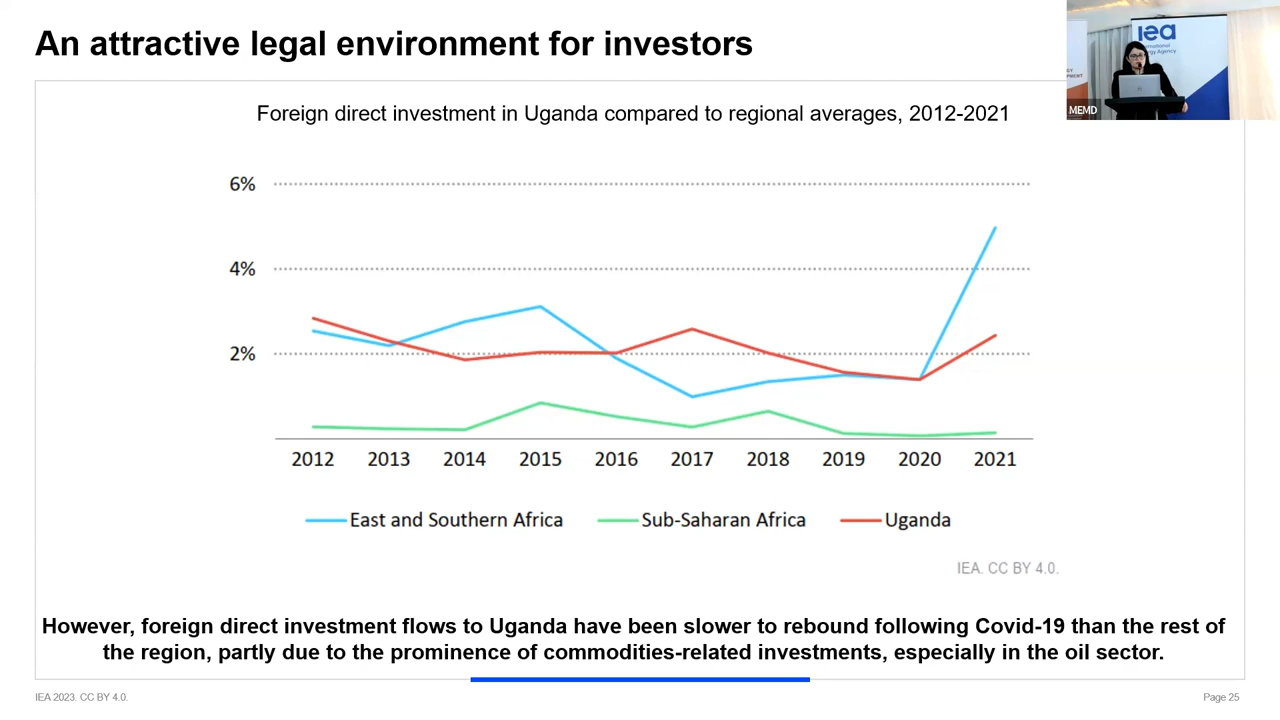 An attractive legal environment for investors
iea
International
Energy Agency
MEMD
Foreign direct investment in Uganda compared to regional averages, 2012-2021
6%
4%
2%
2012 2013 2014 2015 2016 2017 2018 2019 2020 2021
East and Southern Africa Sub-Saharan Africa Uganda
IEA. CC BY 4.0.
However, foreign direct investment flows to Uganda have been slower to rebound following Covid-19 than the rest of
the region, partly due to the prominence of commodities-related investments, especially in the oil sector.
IEA 2023. CC BY 4.0.
Page 25